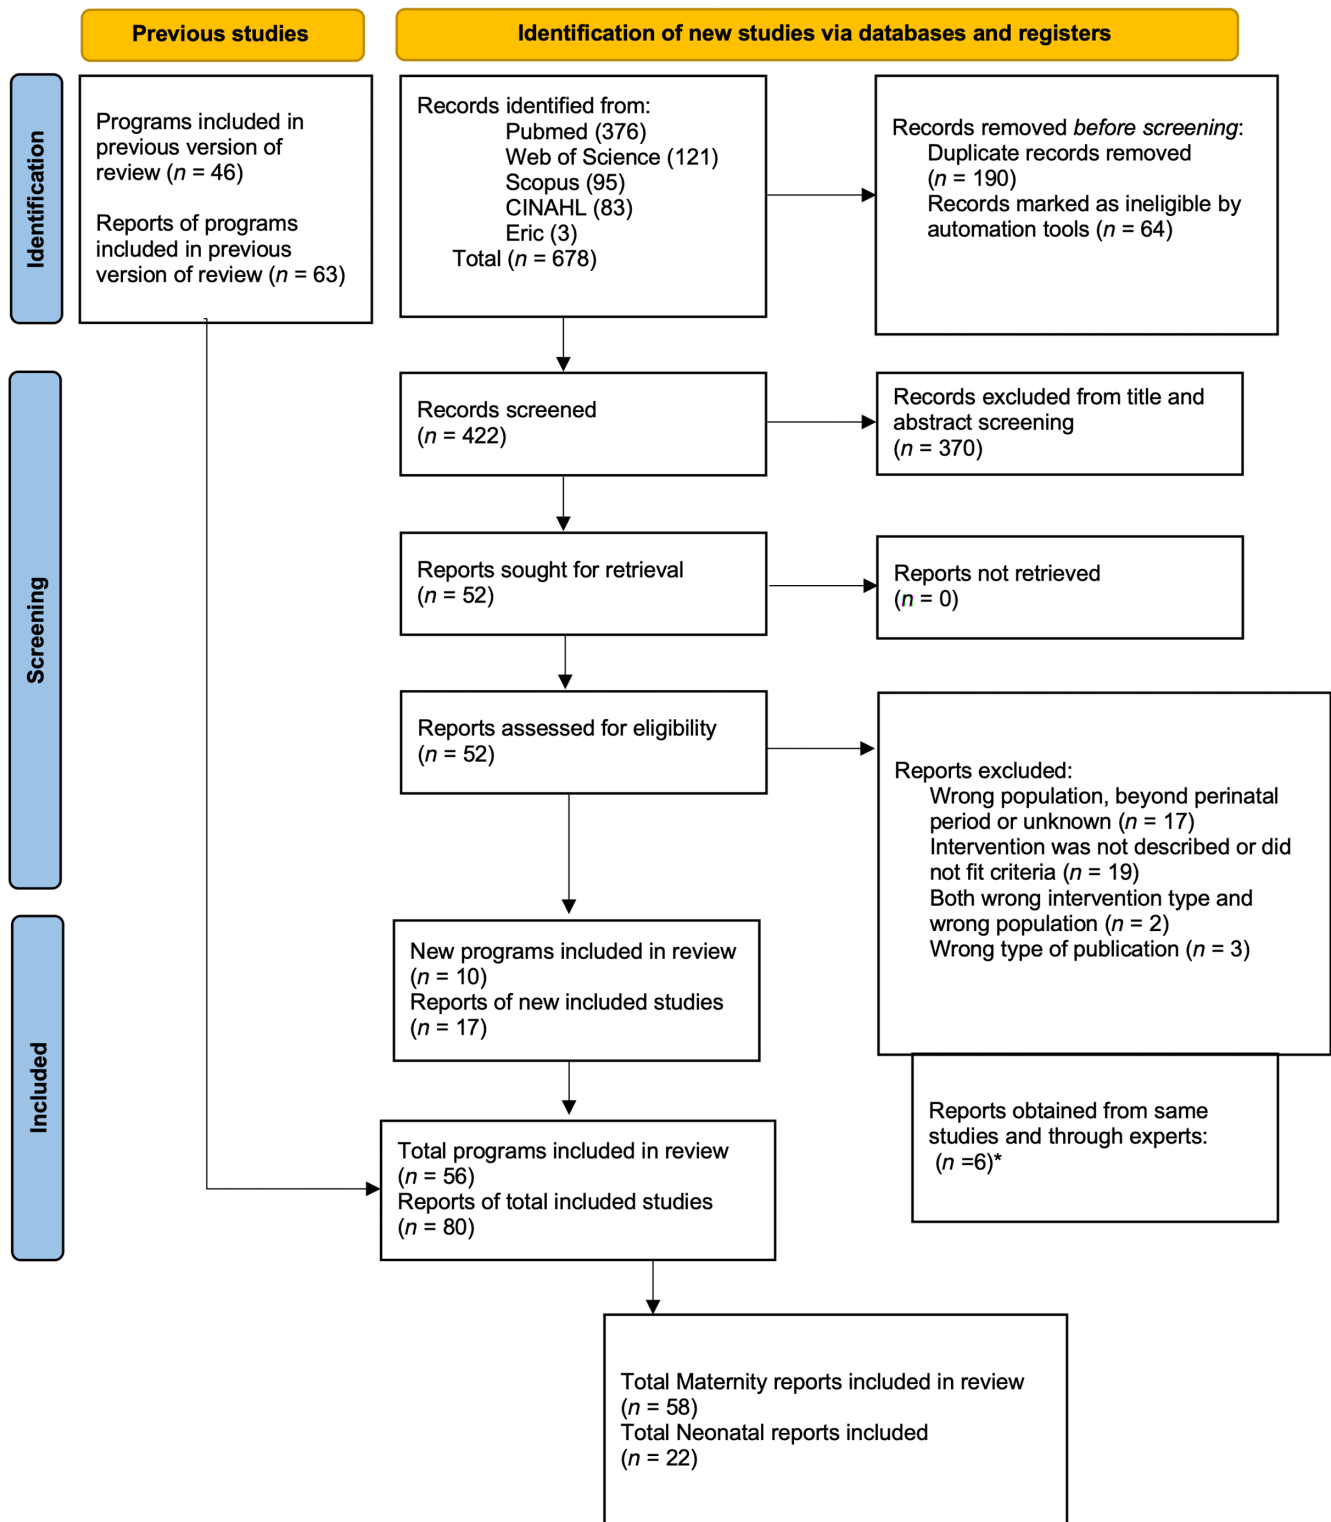 Previous studies
Identification of new studies via databases and registers
Identification
Programs included in
previous version of
review (n = 46)
Reports of programs
included in previous
version of review (n = 63)
Records identified from:
Pubmed (376)
Web of Science (121)
Scopus (95)
CINAHL (83)
Eric (3)
Total (n = 678)
Records removed before screening:
Duplicate records removed
(n = 190)
Records marked as ineligible by
automation tools (n = 64)
Screening
Records screened
(n = 422)
Records excluded from title and
abstract screening
(n = 370)
Reports sought for retrieval
(n = 52)
Reports not retrieved
(n = 0)
Reports assessed for eligibility
(n = 52)
Reports excluded:
Wrong population, beyond perinatal
period or unknown (n = 17)
Intervention was not described or did
not fit criteria (n = 19)
Both wrong intervention type and
wrong population (n = 2)
Wrong type of publication (n = 3)
Included
New programs included in review
(n = 10)
Reports of new included studies
(n = 17)
Reports obtained from same
studies and through experts:
(n =6)*
Total programs included in review
(n = 56)
Reports of total included studies
(n = 80)
Total Maternity reports included in review
(n = 58)
Total Neonatal reports included
(n = 22)